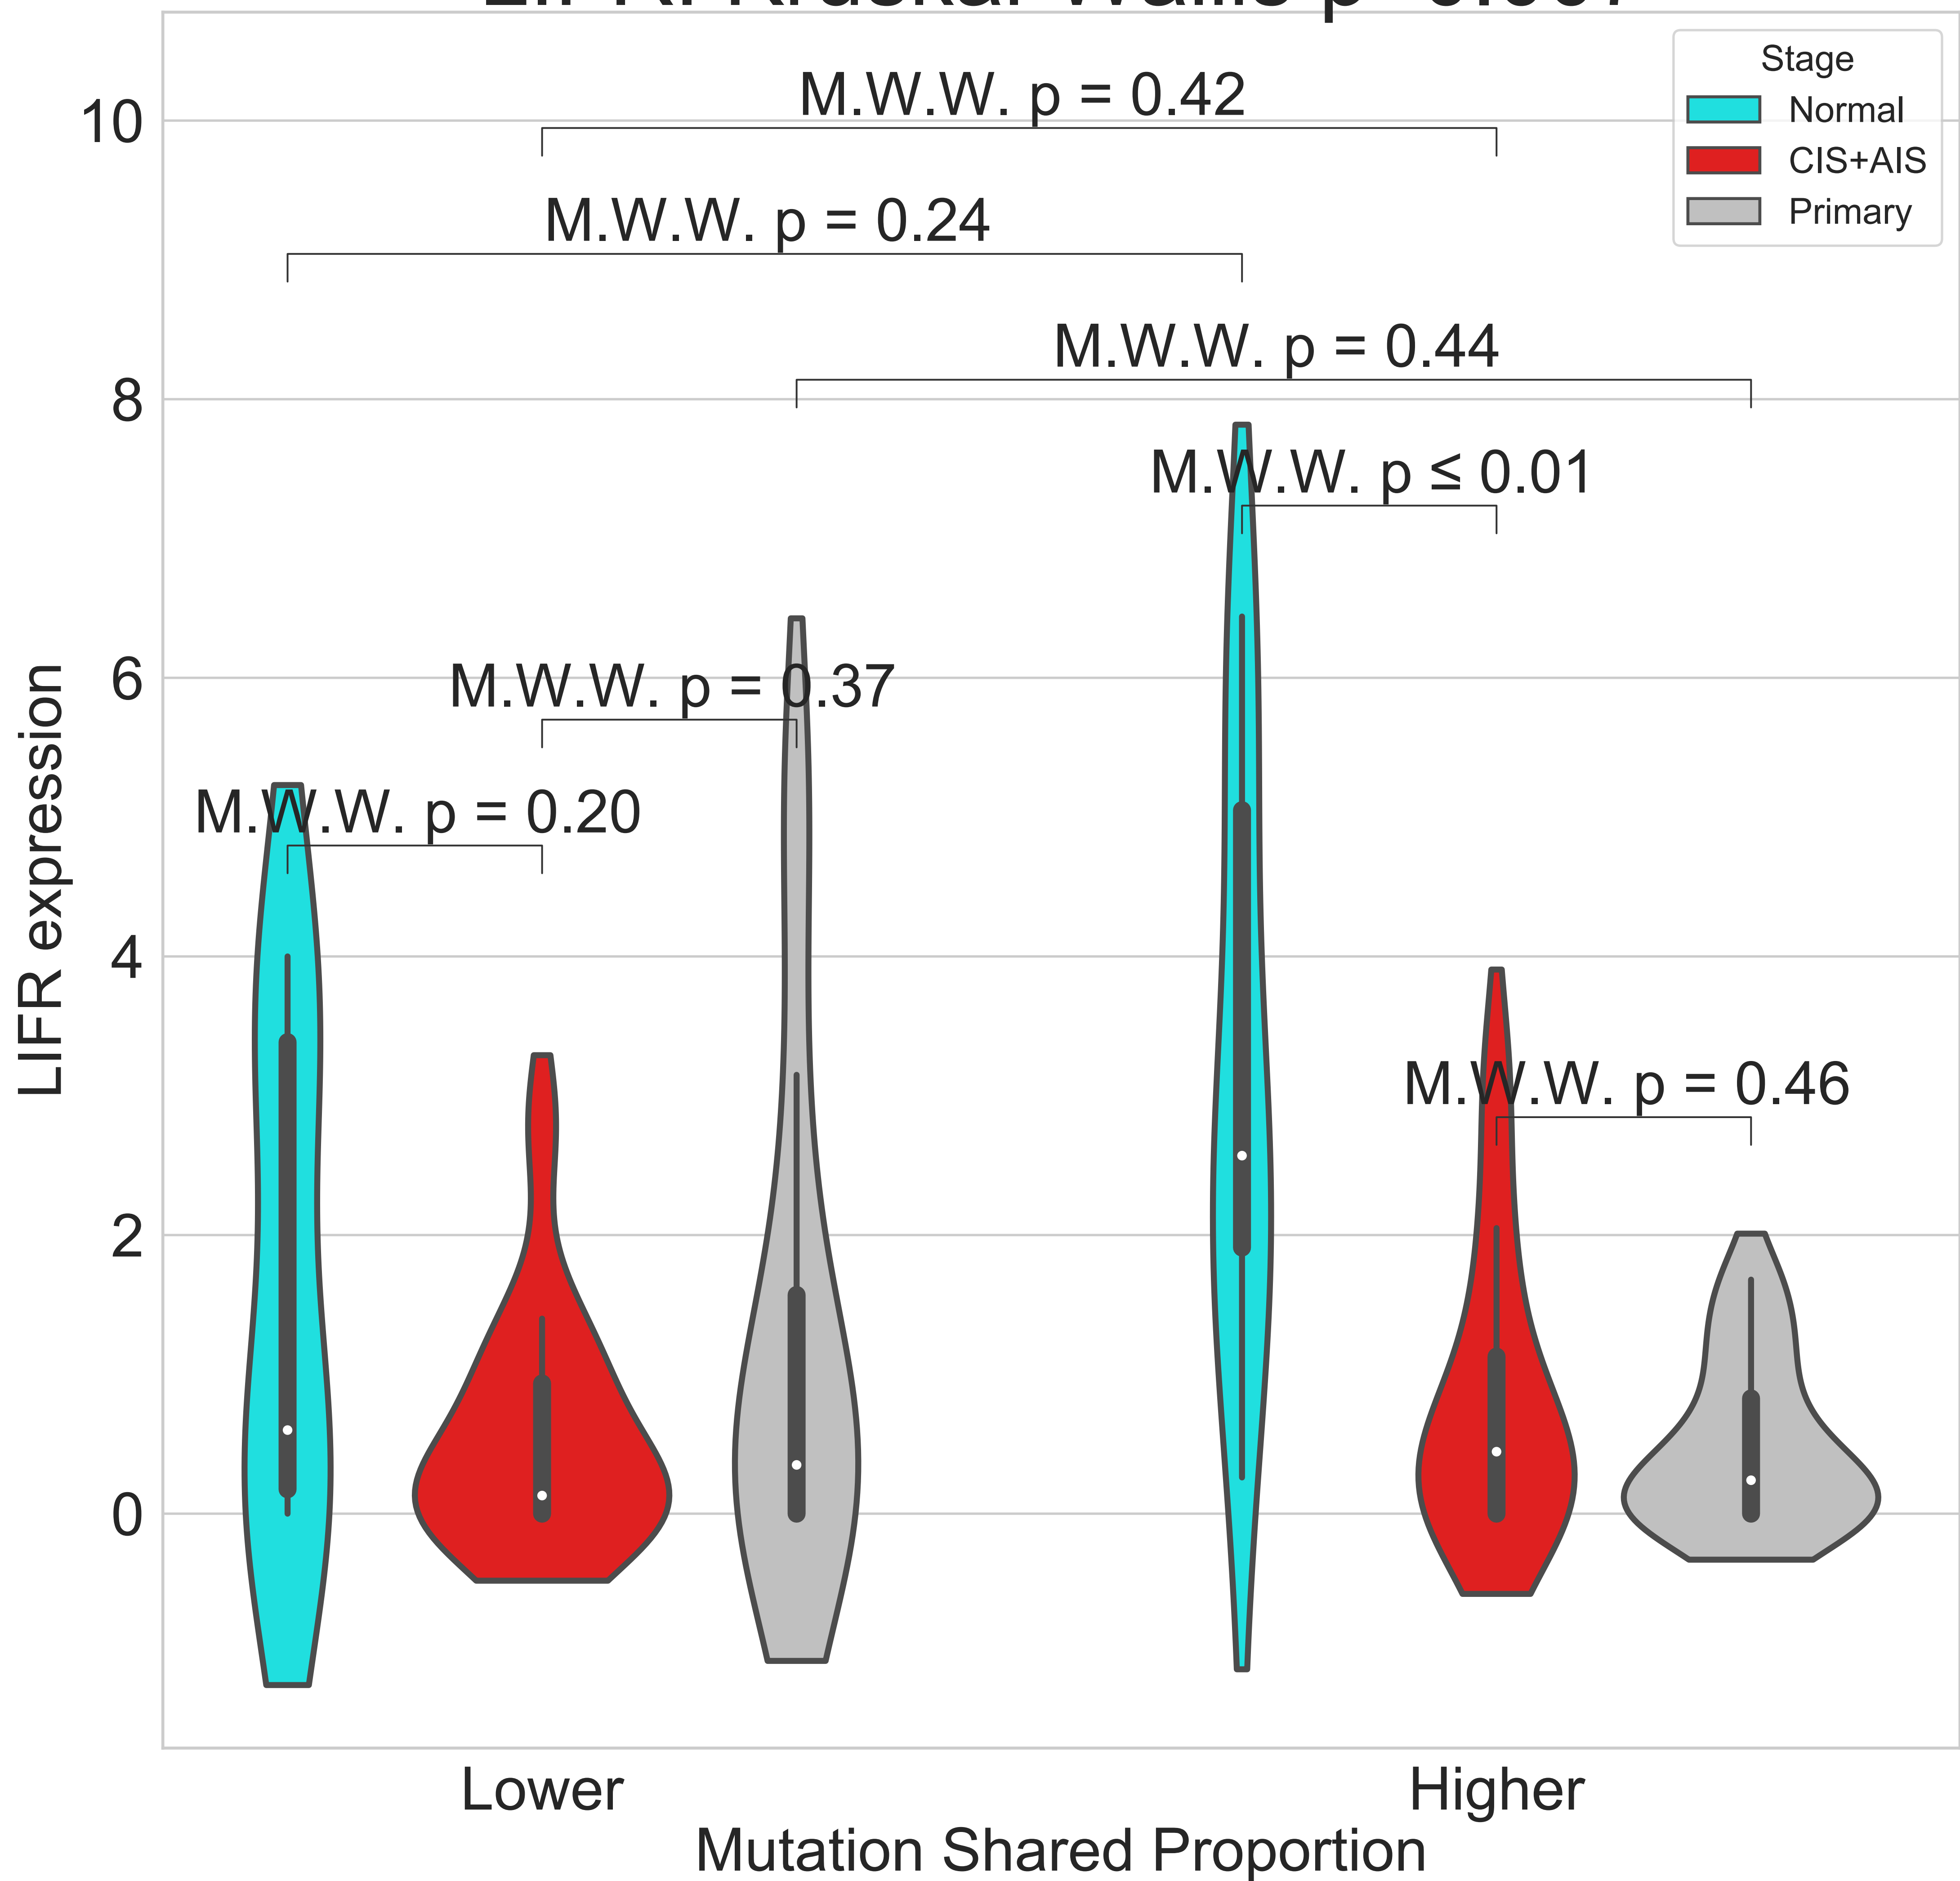 Stage
Normal
CIS+AIS
Primary
M.W.W. p = 0.42
M.W.W. p = 0.24
M.W.W. p = 0.44
M.W.W. p ≤ 0.01
M.W.W. p = 0.37
M.W.W. p = 0.20
M.W.W. p = 0.46
10
8
6
4
2
0
LIFR expression
Lower
Higher
Mutation Shared Proportion